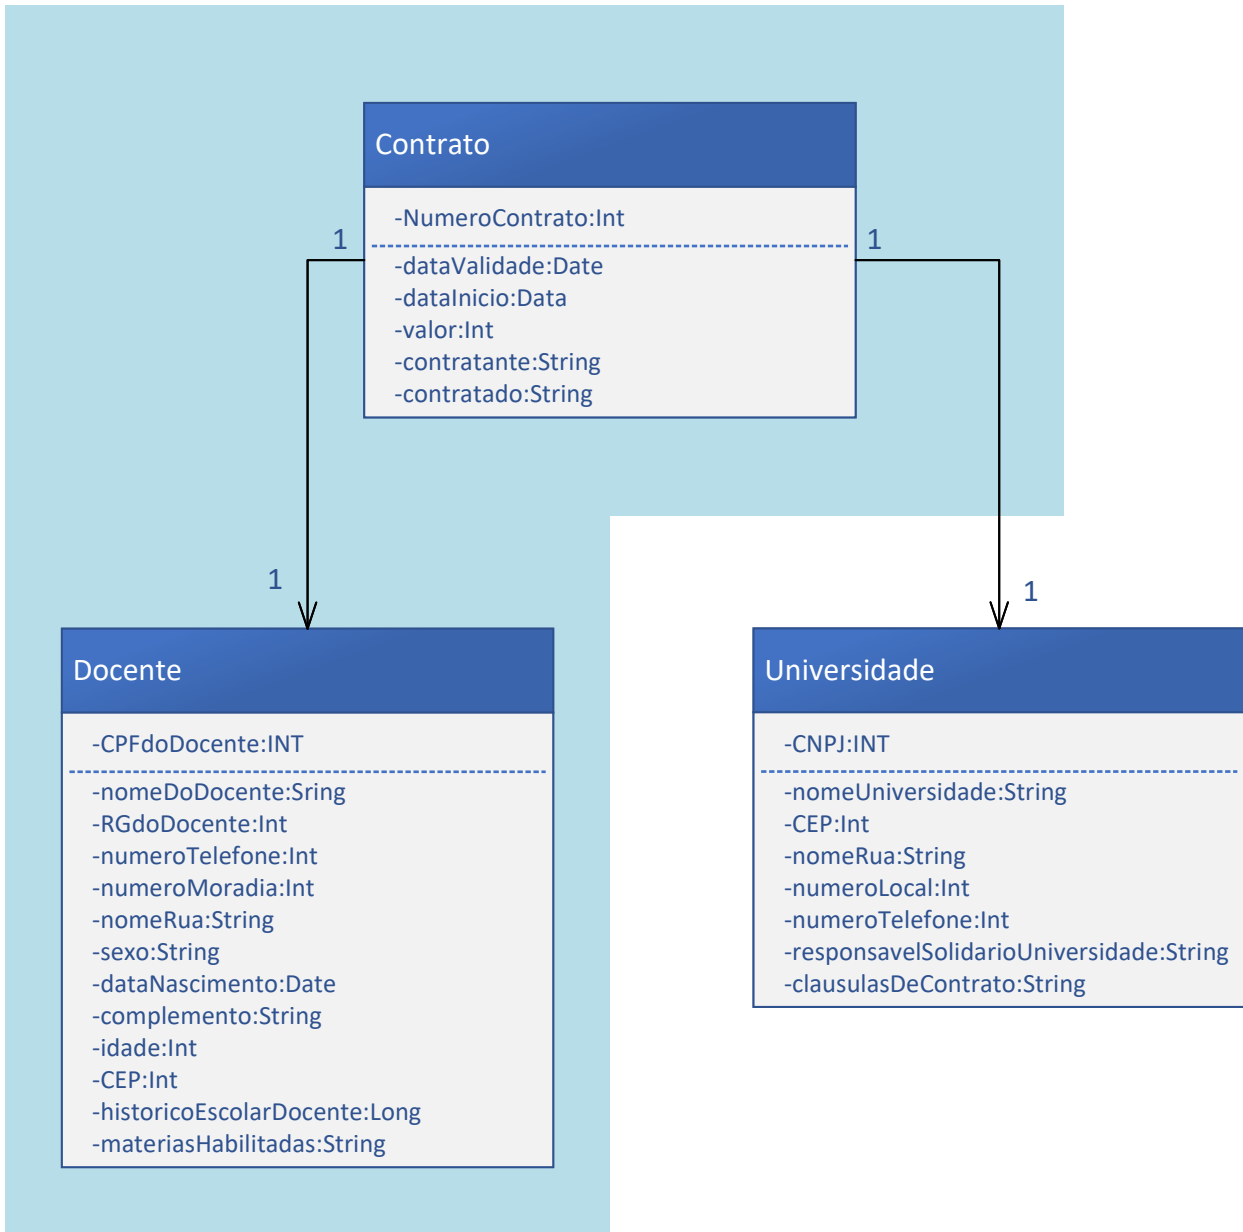 Contrato
-NumeroContrato:Int
1
1
-dataValidade:Date
-dataInicio:Data
-valor:Int
-contratante:String
-contratado:String
1
1
Docente
-CPFdoDocente:INT
-nomeDoDocente:Sring
-RGdoDocente:Int
-numeroTelefone:Int
-numeroMoradia:Int
-nomeRua:String
-sexo:String
-dataNascimento:Date
-complemento:String
-idade:Int
-CEP:Int
-historicoEscolarDocente:Long
-materiasHabilitadas:String
Universidade
-CNPJ:INT
-nomeUniversidade:String
-CEP:Int
-nomeRua:String
-numeroLocal:Int
-numeroTelefone:Int
-responsavelSolidarioUniversidade:String
-clausulasDeContrato:String